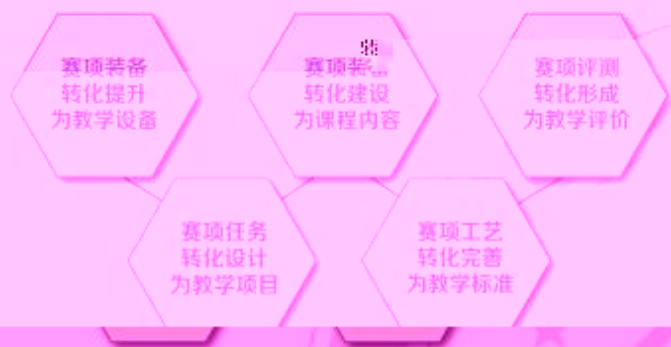 赛项装备
转化提升
为教学设备
赛项装
转化建设
为课程内容
赛项评测
转化形成
为教学评价
赛项任务
转化设计
为教学项目
赛项工艺
转化完善
为教学标准